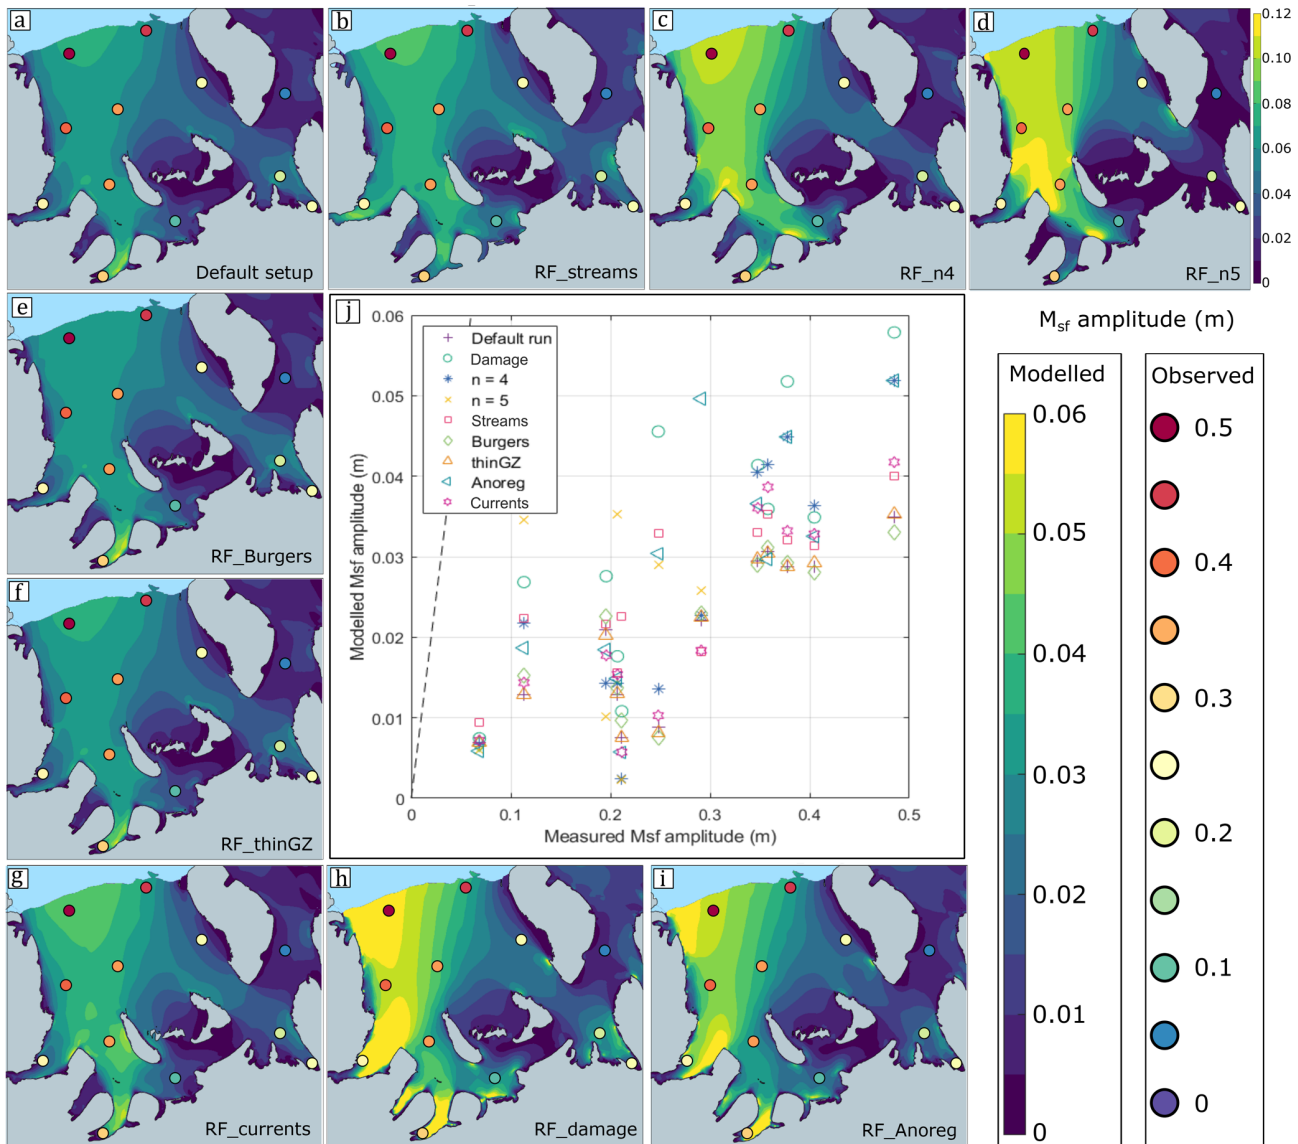 a
b
c
d
0.12
0.10
0.08
0.06
0.04
0.02
0
Default setup
RF_streams
RF_n4
RF_n5
e
RF_Burgers
f
RF_thinGZ
j
0.06
0.05
0.04
0.03
0.02
0.01
0
0
0.1
0.2
0.3
0.4
0.5
Modelled Msf amplitude (m)
Measured Msf amplitude (m)
Default run
Damage
n = 4
n = 5
Streams
Burgers
thinGZ
Anoreg
Currents
Msf amplitude (m)
Modelled
0.06
0.05
0.04
0.03
0.02
0.01
0
Observed
0.5
0.4
0.3
0.2
0.1
0
g
RF_currents
h
RF_damage
i
RF_Anoreg